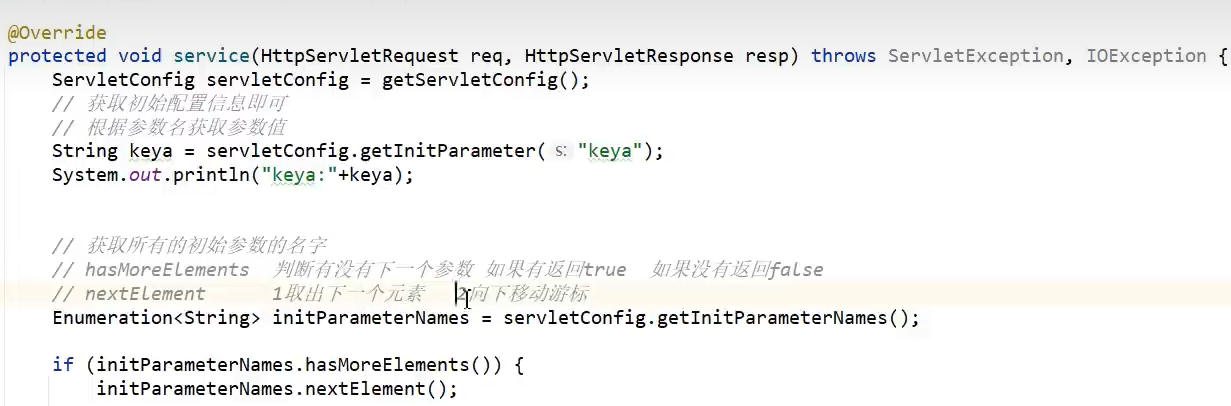 @Override
protected void service(HttpServletRequest req, HttpServletResponse resp) throws ServletException, IOException {
ServletConfig servletConfig = getServletConfig();
// 获取初始配置信息即可
// 根据参数名获取参数值
String keya = servletConfig.getInitParameter( s: "keya");
System.out.println("keya:"+keya);
// 获取所有的初始参数的名字
// hasMoreElements 判断有没有下一个参数 如果有返回true 如果没有返回false
// nextElement 1取出下一个元素 2向下移动游标
Enumeration<String> initParameterNames = servletConfig.getInitParameterNames();
if (initParameterNames.hasMoreElements()) {
initParameterNames.nextElement();